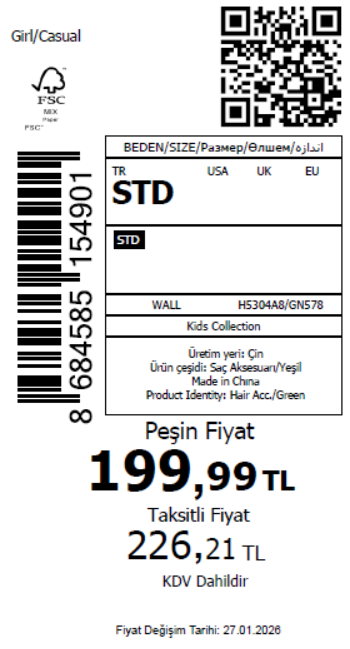 Girl/Casual
FSC
MIX
Paper
FSC™
8 684585 154901
BEDEN/SIZE/Размер/Өлшем/اندازه
TR USA UK EU
STD
STD
WALL H5304A8/GN578
Kids Collection
Üretim yeri: Çin
Ürün çeşidi: Saç Aksesuarı/Yeşil
Made in China
Product Identity: Hair Acc./Green
Peşin Fiyat
199,99 TL
Taksitli Fiyat
226,21 TL
KDV Dahildir
Fiyat Değişim Tarihi: 27.01.2026